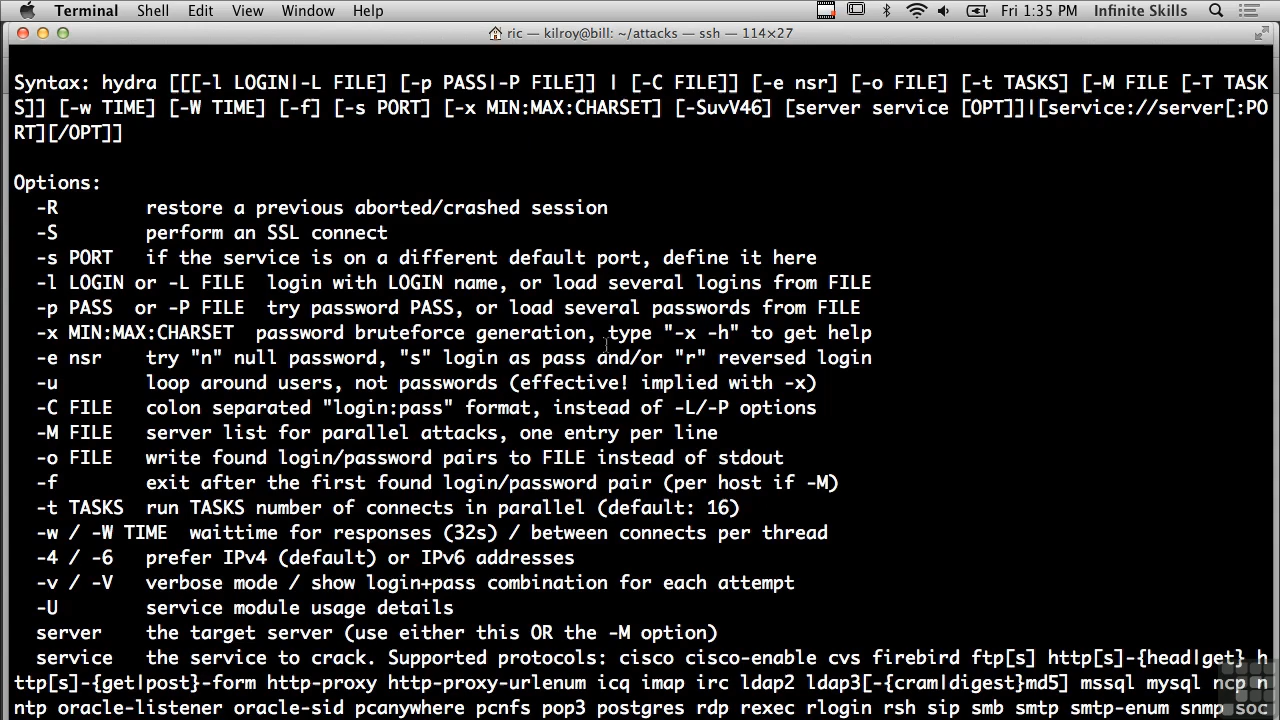 Terminal Shell Edit View Window Help Fri 1:35 PM Infinite Skills
ric — kilroy@bill: ~/attacks — ssh — 114×27
Syntax: hydra [[[-l LOGIN|-L FILE] [-p PASS|-P FILE]] | [-C FILE]] [-e nsr] [-o FILE] [-t TASKS] [-M FILE [-T TASK
S]] [-w TIME] [-W TIME] [-f] [-s PORT] [-x MIN:MAX:CHARSET] [-SuvV46] [server service [OPT]]|[service://server[:PO
RT][/OPT]]
Options:
-R restore a previous aborted/crashed session
-S perform an SSL connect
-s PORT if the service is on a different default port, define it here
-l LOGIN or -L FILE login with LOGIN name, or load several logins from FILE
-p PASS or -P FILE try password PASS, or load several passwords from FILE
-x MIN:MAX:CHARSET password bruteforce generation, type "-x -h" to get help
-e nsr try "n" null password, "s" login as pass and/or "r" reversed login
-u loop around users, not passwords (effective! implied with -x)
-C FILE colon separated "login:pass" format, instead of -L/-P options
-M FILE server list for parallel attacks, one entry per line
-o FILE write found login/password pairs to FILE instead of stdout
-f exit after the first found login/password pair (per host if -M)
-t TASKS run TASKS number of connects in parallel (default: 16)
-w / -W TIME waittime for responses (32s) / between connects per thread
-4 / -6 prefer IPv4 (default) or IPv6 addresses
-v / -V verbose mode / show login+pass combination for each attempt
-U service module usage details
server the target server (use either this OR the -M option)
service the service to crack. Supported protocols: cisco cisco-enable cvs firebird ftp[s] http[s]-{head|get} h
ttp[s]-{get|post}-form http-proxy http-proxy-urlenum icq imap irc ldap2 ldap3[-{cram|digest}md5] mssql mysql ncp n
ntp oracle-listener oracle-sid pcanywhere pcnfs pop3 postgres rdp rexec rlogin rsh sip smb smtp smtp-enum snmp soc